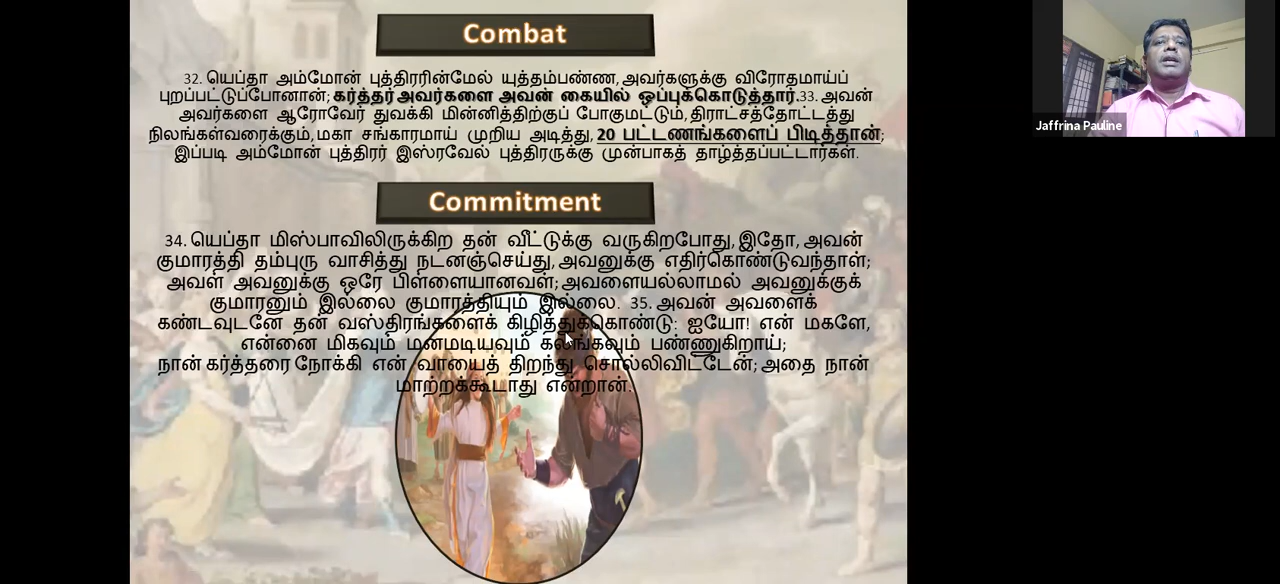 Combat
32. யெப்தா அம்மோன் புத்திரரின்மேல் யுத்தம்பண்ண, அவர்களுக்கு விரோதமாய்ப்
புறப்பட்டுப்போனான்; கர்த்தர் அவர்களை அவன் கையில் ஒப்புக்கொடுத்தார். 33. அவன்
அவர்களை ஆரோவேர் துவக்கி மின்னித்திற்குப் போகுமட்டும், திராட்சத்தோட்டத்து
நிலங்கள்வரைக்கும், மகா சங்காரமாய் முறிய அடித்து, 20 பட்டணங்களைப் பிடித்தான்;
இப்படி அம்மோன் புத்திரர் இஸ்ரவேல் புத்திரருக்கு முன்பாகத் தாழ்த்தப்பட்டார்கள்.
Commitment
34. யெப்தா மிஸ்பாவிலிருக்கிற தன் வீட்டுக்கு வருகிறபோது, இதோ, அவன்
குமாரத்தி தம்புரு வாசித்து நடனஞ்செய்து, அவனுக்கு எதிர்கொண்டுவந்தாள்;
அவள் அவனுக்கு ஒரே பிள்ளையானவள்; அவளையல்லாமல் அவனுக்குக்
குமாரனும் இல்லை குமாரத்தியும் இல்லை. 35. அவன் அவளைக்
கண்டவுடனே தன் வஸ்திரங்களைக் கிழித்துக்கொண்டு: ஐயோ! என் மகளே,
என்னை மிகவும் மனமடியவும் கலங்கவும் பண்ணுகிறாய்;
நான் கர்த்தரை நோக்கி என் வாயைத் திறந்து சொல்லிவிட்டேன்; அதை நான்
மாற்றக்கூடாது என்றான்.
Jaffrina Pauline